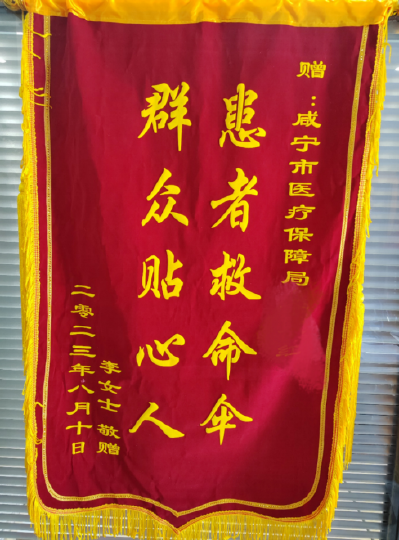 赠：咸宁市医疗保障局
患者救命伞
群众贴心人
李女士 敬赠
二零二三年八月十日